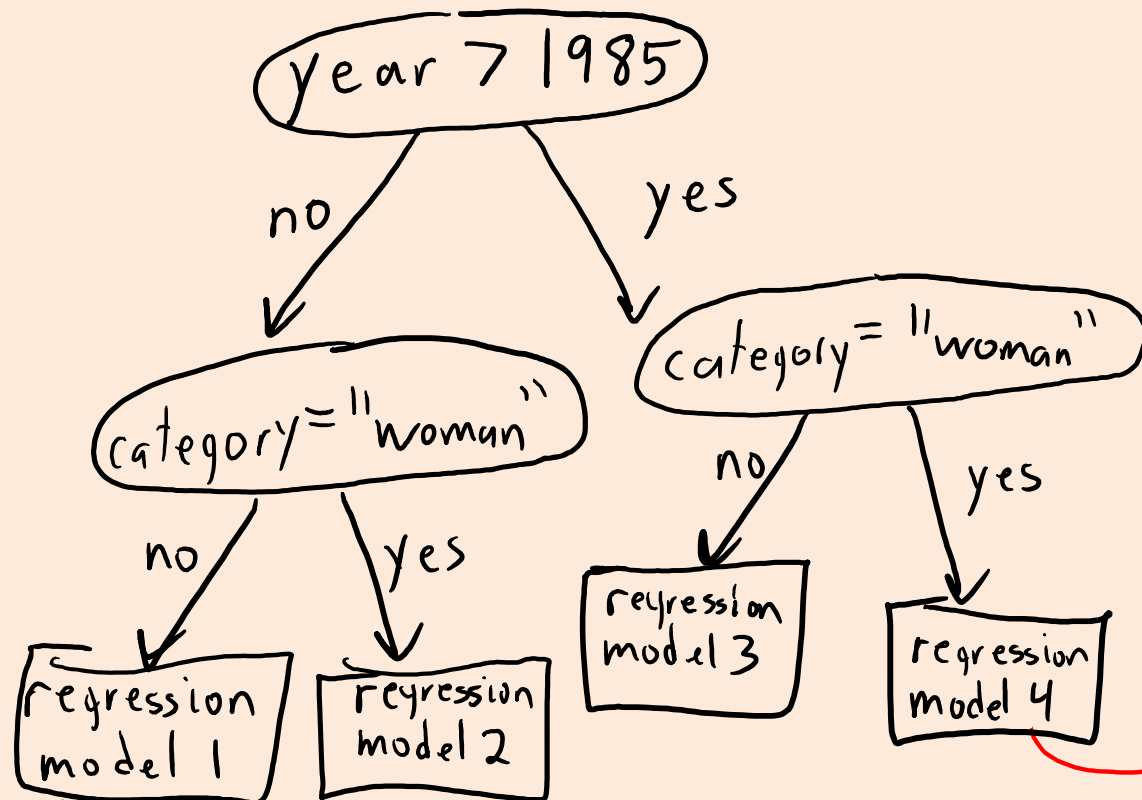 year > 1985
no
yes
category = "woman"
category = "woman"
no
yes
no
yes
regression
model 3
regression
model 4
regression
model 1
regression
model 2